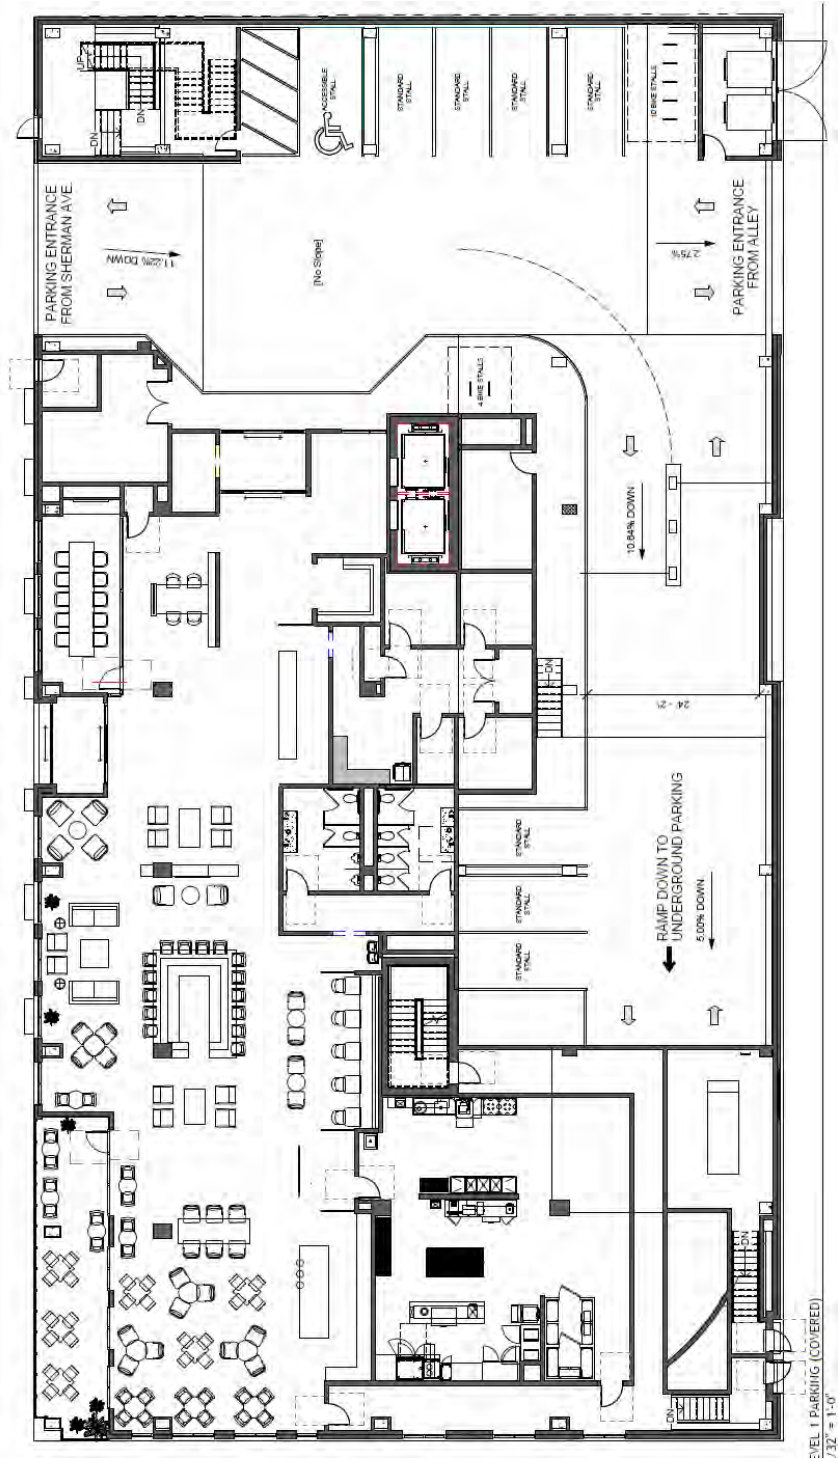 UP
DN
DN
ACCESSIBLE
STALL
STANDARD
STALL
STANDARD
STALL
STANDARD
STALL
STANDARD
STALL
10 BIKE STALLS
PARKING ENTRANCE
FROM SHERMAN AVE.
DOWN
[No Slope]
2.75%
PARKING ENTRANCE
FROM ALLEY
4 BIKE STALLS
10.64% DOWN
DN
24' - 2"
STANDARD
STALL
STANDARD
STALL
STANDARD
STALL
RAMP DOWN TO
UNDERGROUND PARKING
5.00% DOWN
DN
DN
EVEL 1 PARKING (COVERED)
/32" = 1'-0"